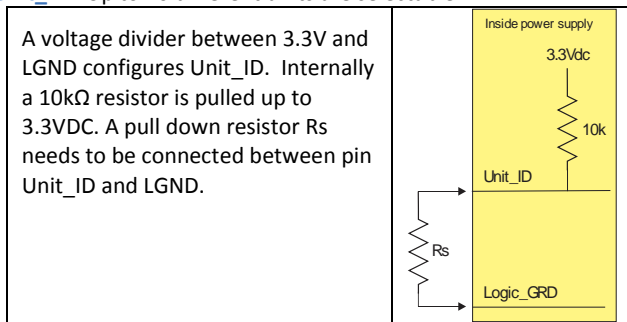 A voltage divider between 3.3V and
LGND configures Unit_ID.  Internally
a 10kΩ resistor is pulled up to
3.3VDC. A pull down resistor Rs
needs to be connected between pin
Unit_ID and LGND.
Inside power supply
3.3Vdc
10k
Unit_ID
Rs
Logic_GRD